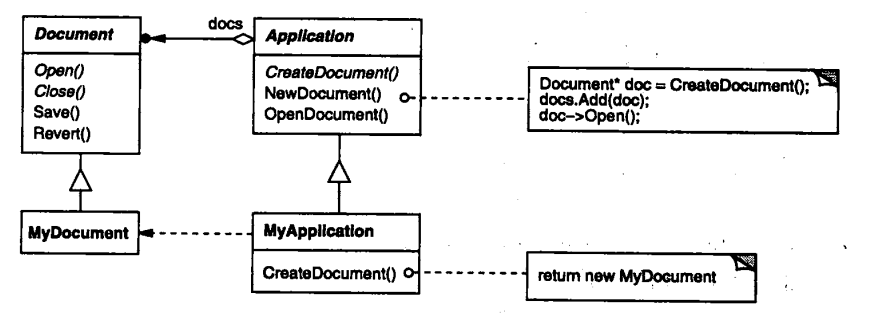 docs
Document
Open()
Close()
Save()
Revert()
Application
CreateDocument()
NewDocument()
OpenDocument()
Document* doc = CreateDocument();
docs.Add(doc);
doc->Open();
MyDocument
MyApplication
CreateDocument()
return new MyDocument